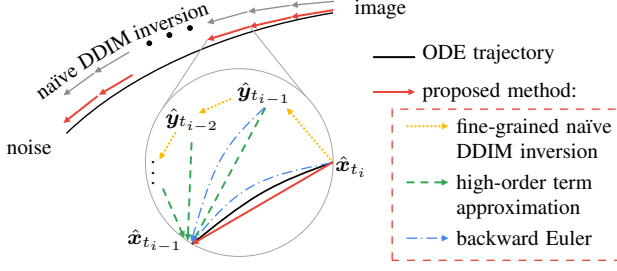 image
naïve DDIM inversion
noise
ŷ_{t_{i-1}}
ŷ_{t_{i-2}}
x̂_{t_i}
x̂_{t_{i-1}}
ODE trajectory
proposed method:
fine-grained naïve
DDIM inversion
high-order term
approximation
backward Euler